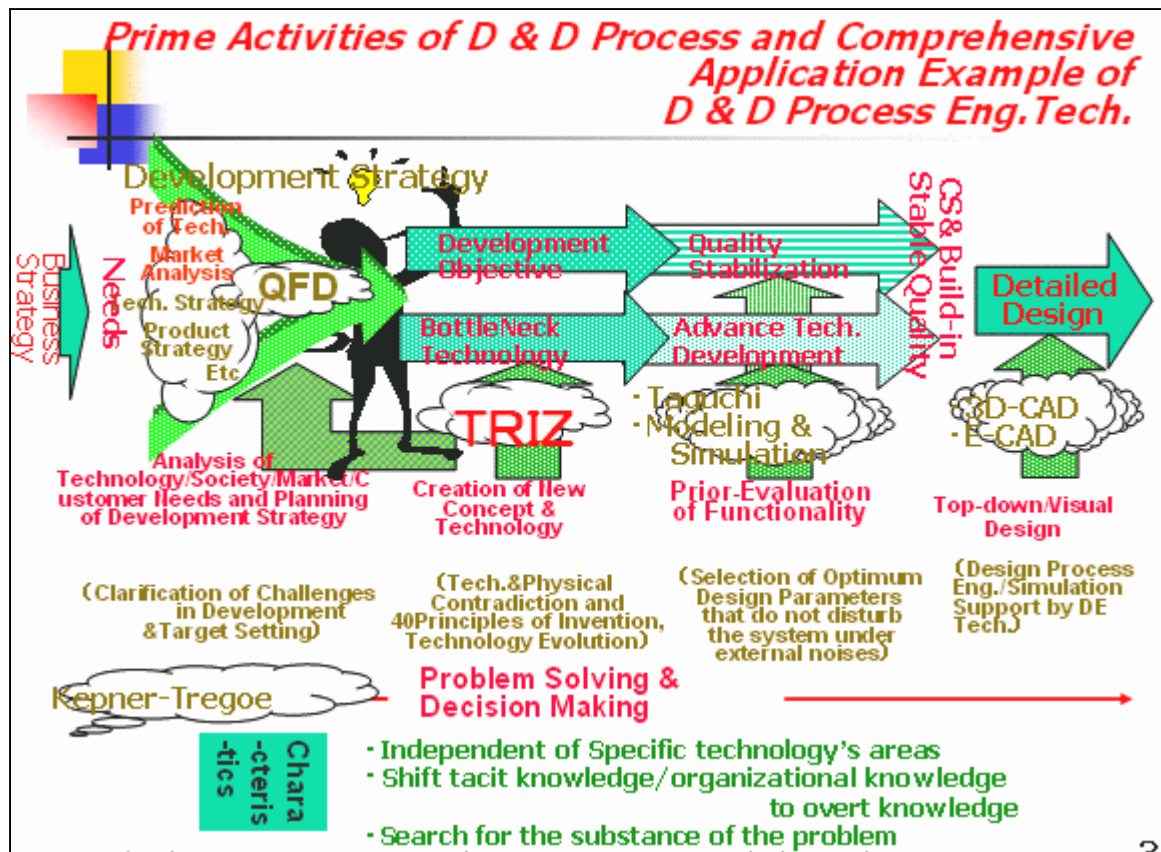 Prime Activities of D & D Process and Comprehensive
Application Example of
D & D Process Eng.Tech.
Business
Strategy
Needs
Development Strategy
Prediction
of Tech,
Market
Analysis
QFD
ech. Strategy
Product
Strategy
Etc
Development
Objective
Quality
Stabilization
BottleNeck
Technology
Advance Tech.
Development
CS& Build-in
Stable Quality
Detailed
Design
TRIZ
· Taguchi
· Modeling &
Simulation
· 3D-CAD
· E-CAD
Analysis of
Technology/Society/Market/C
ustomer Needs and Planning
of Development Strategy
Creation of New
Concept &
Technology
Prior-Evaluation
of Functionality
Top-down/Visual
Design
(Clarification of Challenges
in Development
&Target Setting)
(Tech.&Physical
Contradiction and
40Principles of Invention,
Technology Evolution)
(Selection of Optimum
Design Parameters
that do not disturb
the system under
external noises)
(Design Process
Eng./Simulation
Support by DE
Tech.)
Kepner-Tregoe
Problem Solving &
Decision Making
Chara
-cteris
-tics
· Independent of Specific technology's areas
· Shift tacit knowledge/organizational knowledge
to overt knowledge
· Search for the substance of the problem